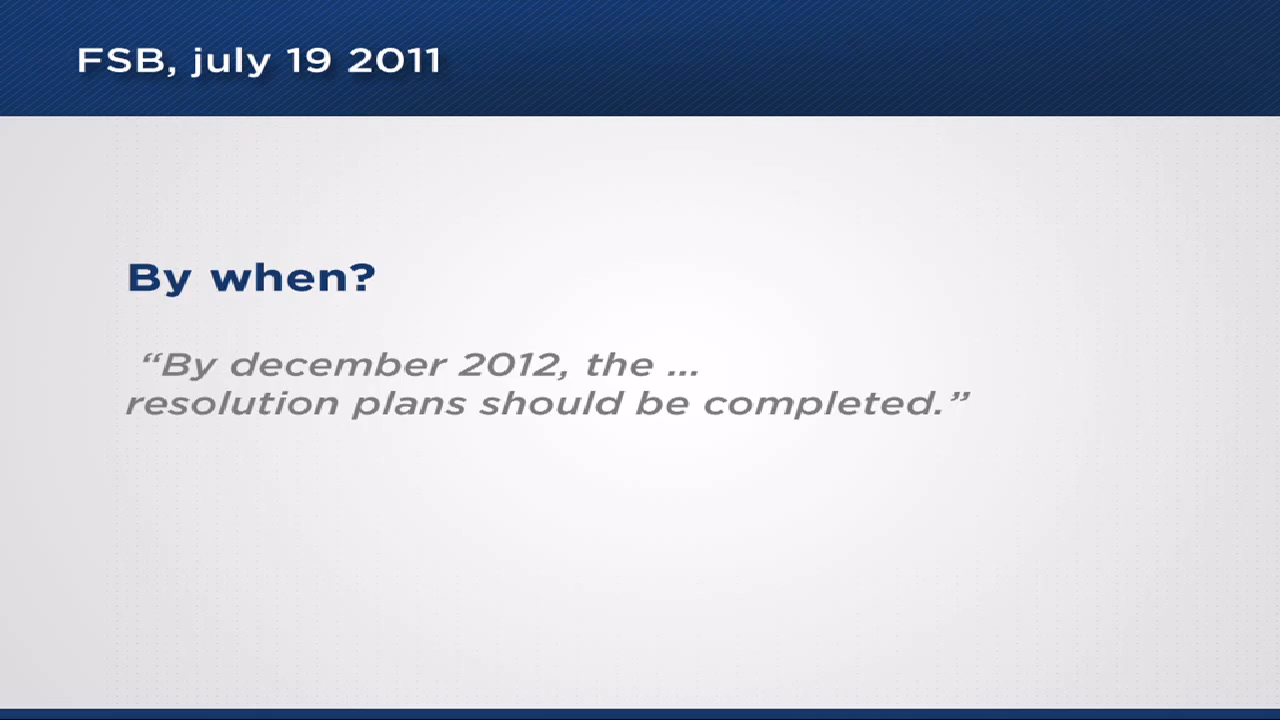 FSB, july 19 2011
By when?
“By december 2012, the ...
resolution plans should be completed.”